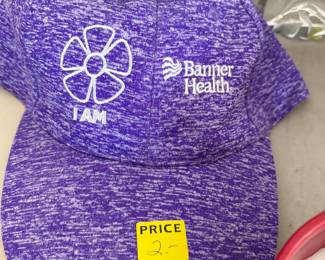 I AM
Banner
Health
PRICE
2.-